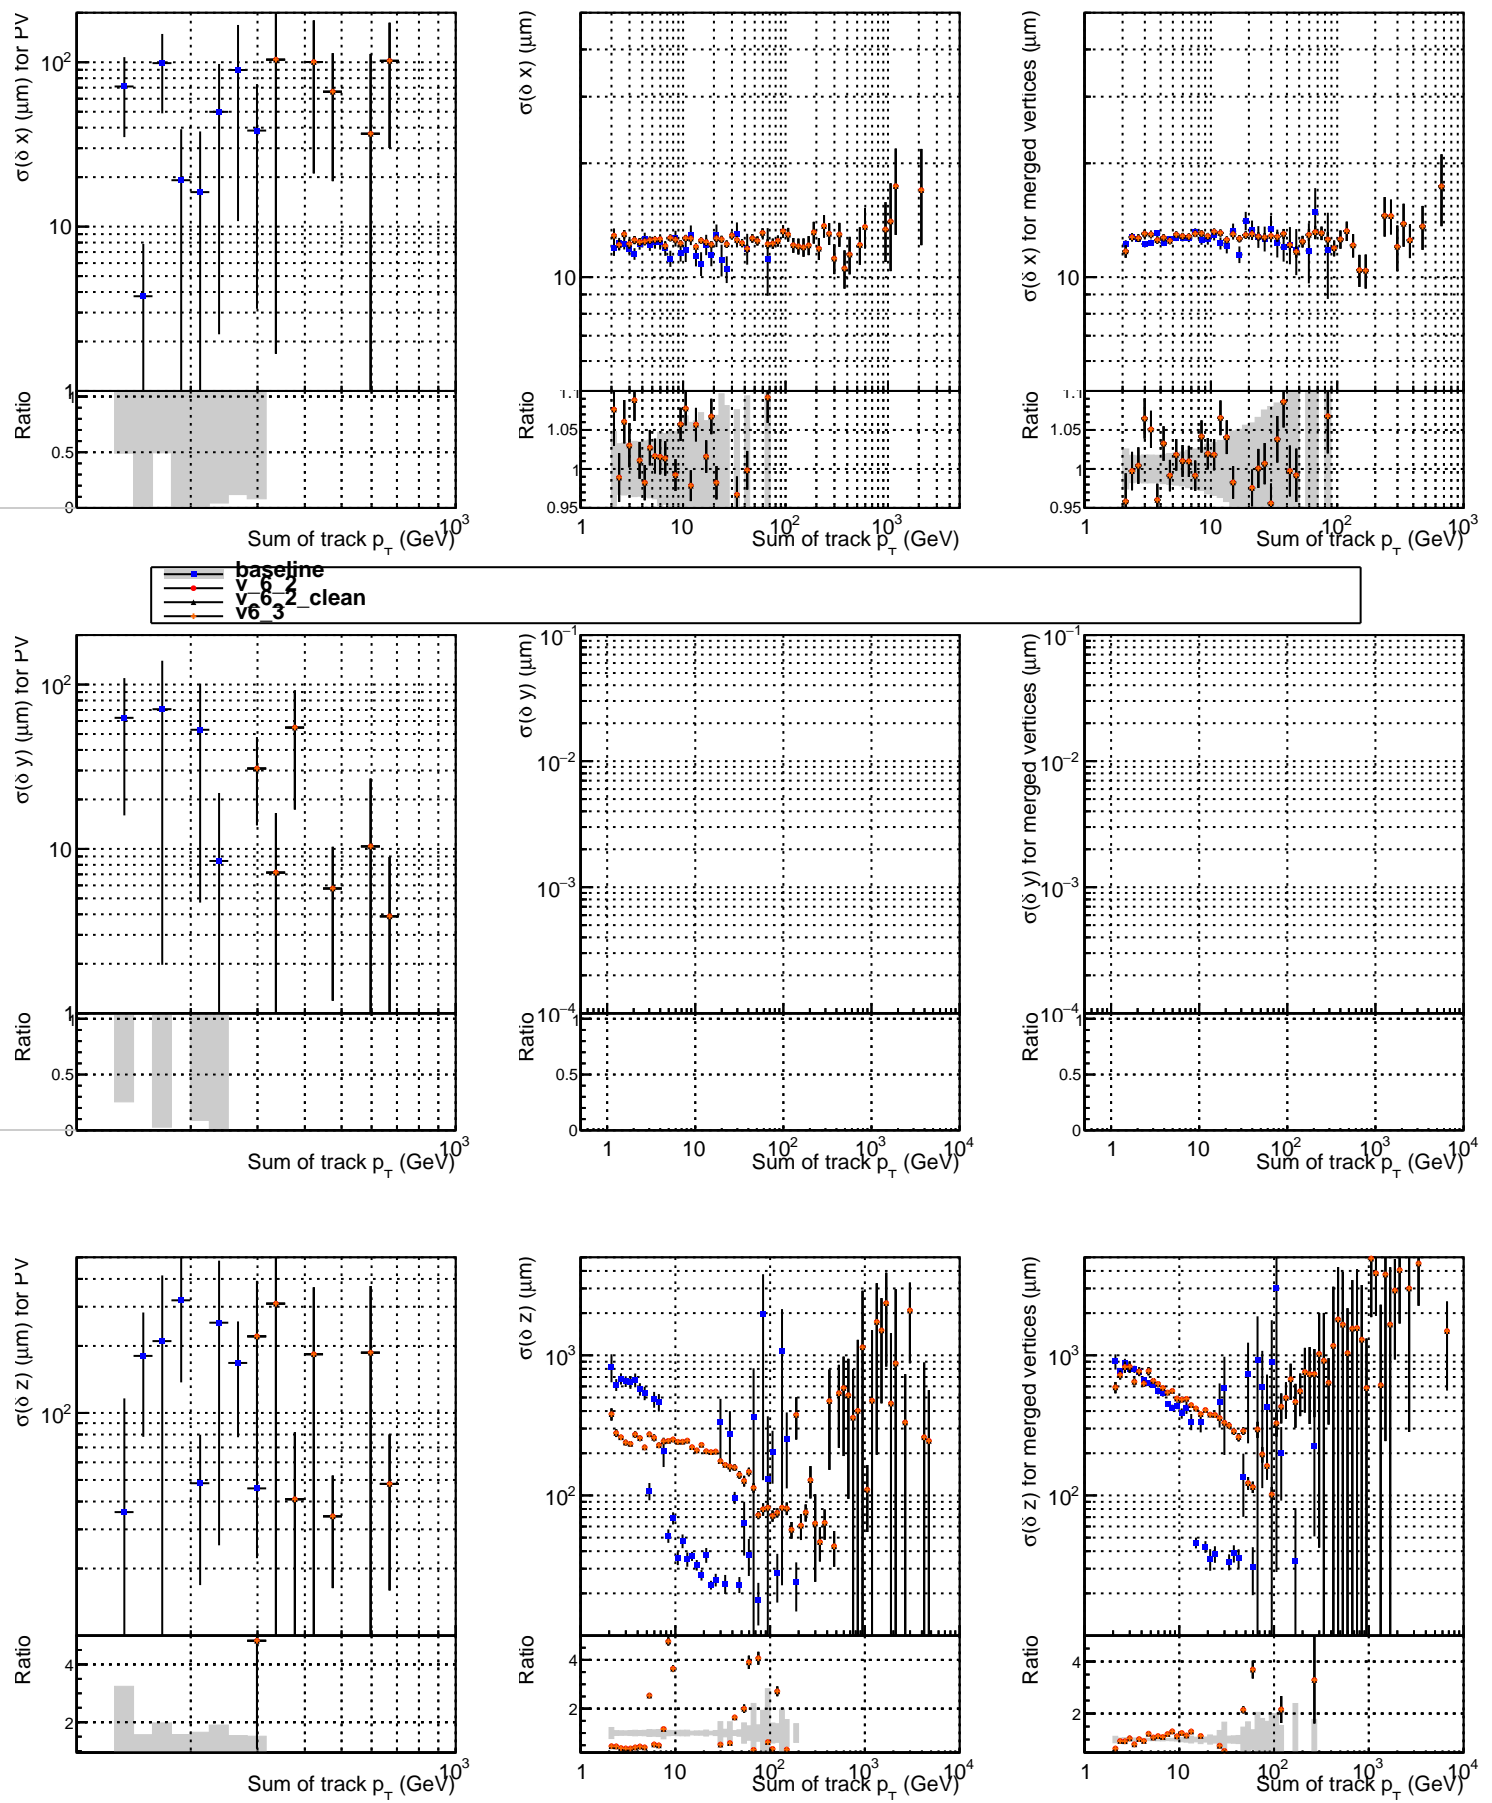 σ(δ x) (μm) for PV
10²
10
1
Ratio
1
0.5
0
10³
Sum of track p_T (GeV)
σ(δ x) (μm)
10
Ratio
1.1
1.05
1
0.95
1 10 10² 10³
Sum of track p_T (GeV)
σ(δ x) for merged vertices (μm)
10
Ratio
1.1
1.05
1
0.95
1 10 10² 10³
Sum of track p_T (GeV)
baseline
v_6_2
v_6_2_clean
v6_3
σ(δ y) (μm) for PV
10²
10
1
Ratio
1
0.5
0
10³
Sum of track p_T (GeV)
σ(δ y) (μm)
10⁻¹
10⁻²
10⁻³
10⁻⁴
Ratio
1
0.5
0
1 10 10² 10³ 10⁴
Sum of track p_T (GeV)
σ(δ y) for merged vertices (μm)
10⁻¹
10⁻²
10⁻³
10⁻⁴
Ratio
1
0.5
0
1 10 10² 10³ 10⁴
Sum of track p_T (GeV)
σ(δ z) (μm) for PV
10²
Ratio
4
2
10³
Sum of track p_T (GeV)
σ(δ z) (μm)
10³
10²
Ratio
4
2
1 10 10² 10³ 10⁴
Sum of track p_T (GeV)
σ(δ z) for merged vertices (μm)
10³
10²
Ratio
4
2
1 10 10² 10³ 10⁴
Sum of track p_T (GeV)